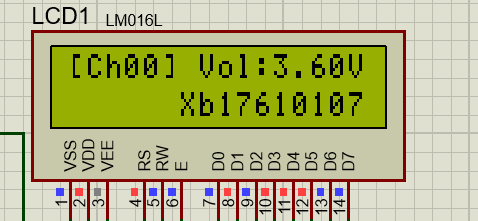 LCD1
LM016L
[Ch00] Vol:3.60V
Xb17610107
VSS
VDD
VEE
RS
RW
E
D0
D1
D2
D3
D4
D5
D6
D7
1
2
3
4
5
6
7
8
9
10
11
12
13
14